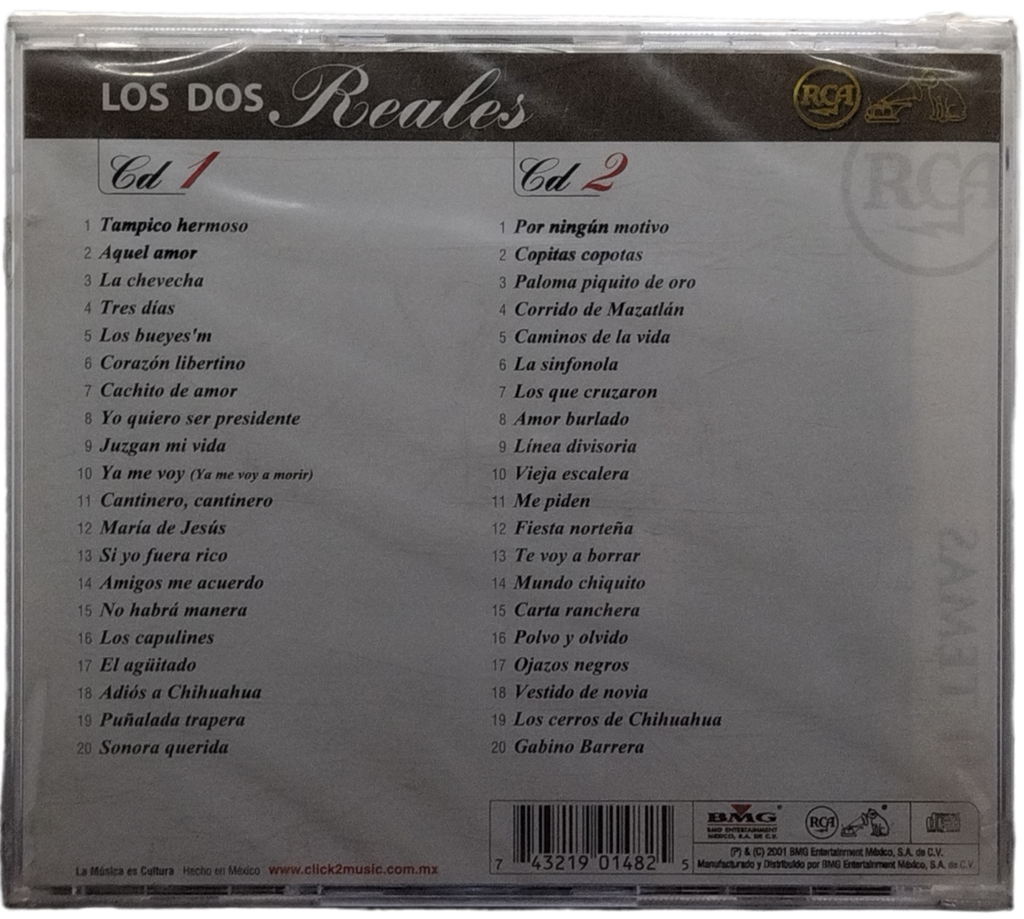 LOS DOS Reales
RCA
RCA
Cd 1
1 Tampico hermoso
2 Aquel amor
3 La chevecha
4 Tres días
5 Los bueyes'm
6 Corazón libertino
7 Cachito de amor
8 Yo quiero ser presidente
9 Juzgan mi vida
10 Ya me voy (Ya me voy a morir)
11 Cantinero, cantinero
12 María de Jesús
13 Si yo fuera rico
14 Amigos me acuerdo
15 No habrá manera
16 Los capulines
17 El agüitado
18 Adiós a Chihuahua
19 Puñalada trapera
20 Sonora querida
Cd 2
1 Por ningún motivo
2 Copitas copotas
3 Paloma piquito de oro
4 Corrido de Mazatlán
5 Caminos de la vida
6 La sinfonola
7 Los que cruzaron
8 Amor burlado
9 Línea divisoria
10 Vieja escalera
11 Me piden
12 Fiesta norteña
13 Te voy a borrar
14 Mundo chiquito
15 Carta ranchera
16 Polvo y olvido
17 Ojazos negros
18 Vestido de novia
19 Los cerros de Chihuahua
20 Gabino Barrera
TEMAS
La Música es Cultura Hecho en México www.click2music.com.mx
7 43219 01482 5
BMG
BMG ENTERTAINMENT
MÉXICO, S.A. DE C.V.
RCA
(P) & (C) 2001 BMG Entertainment México, S.A. de C.V.
Manufacturado y Distribuido por BMG Entertainment México, S.A. de C.V.